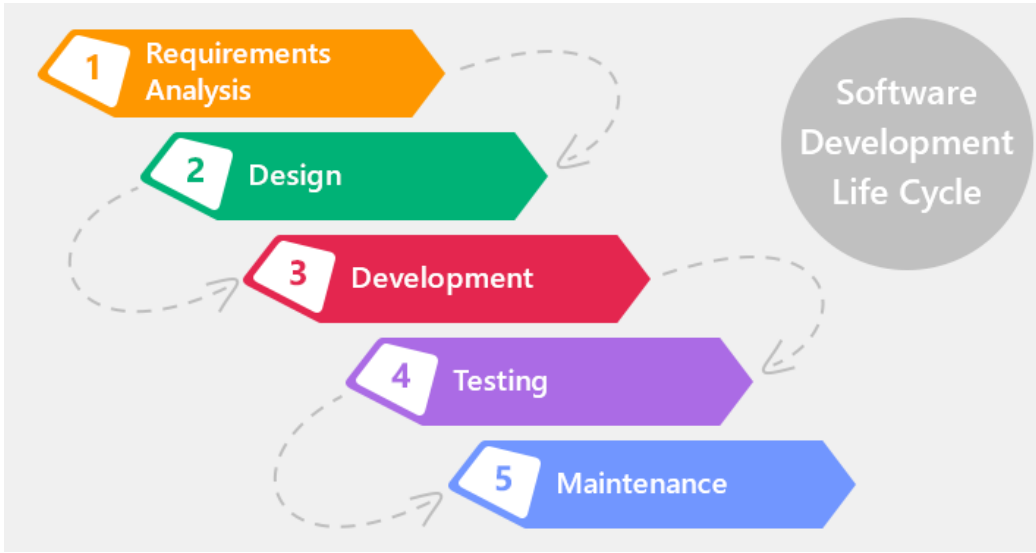 1
Requirements
Analysis
2
Design
3
Development
4
Testing
5
Maintenance
Software
Development
Life Cycle